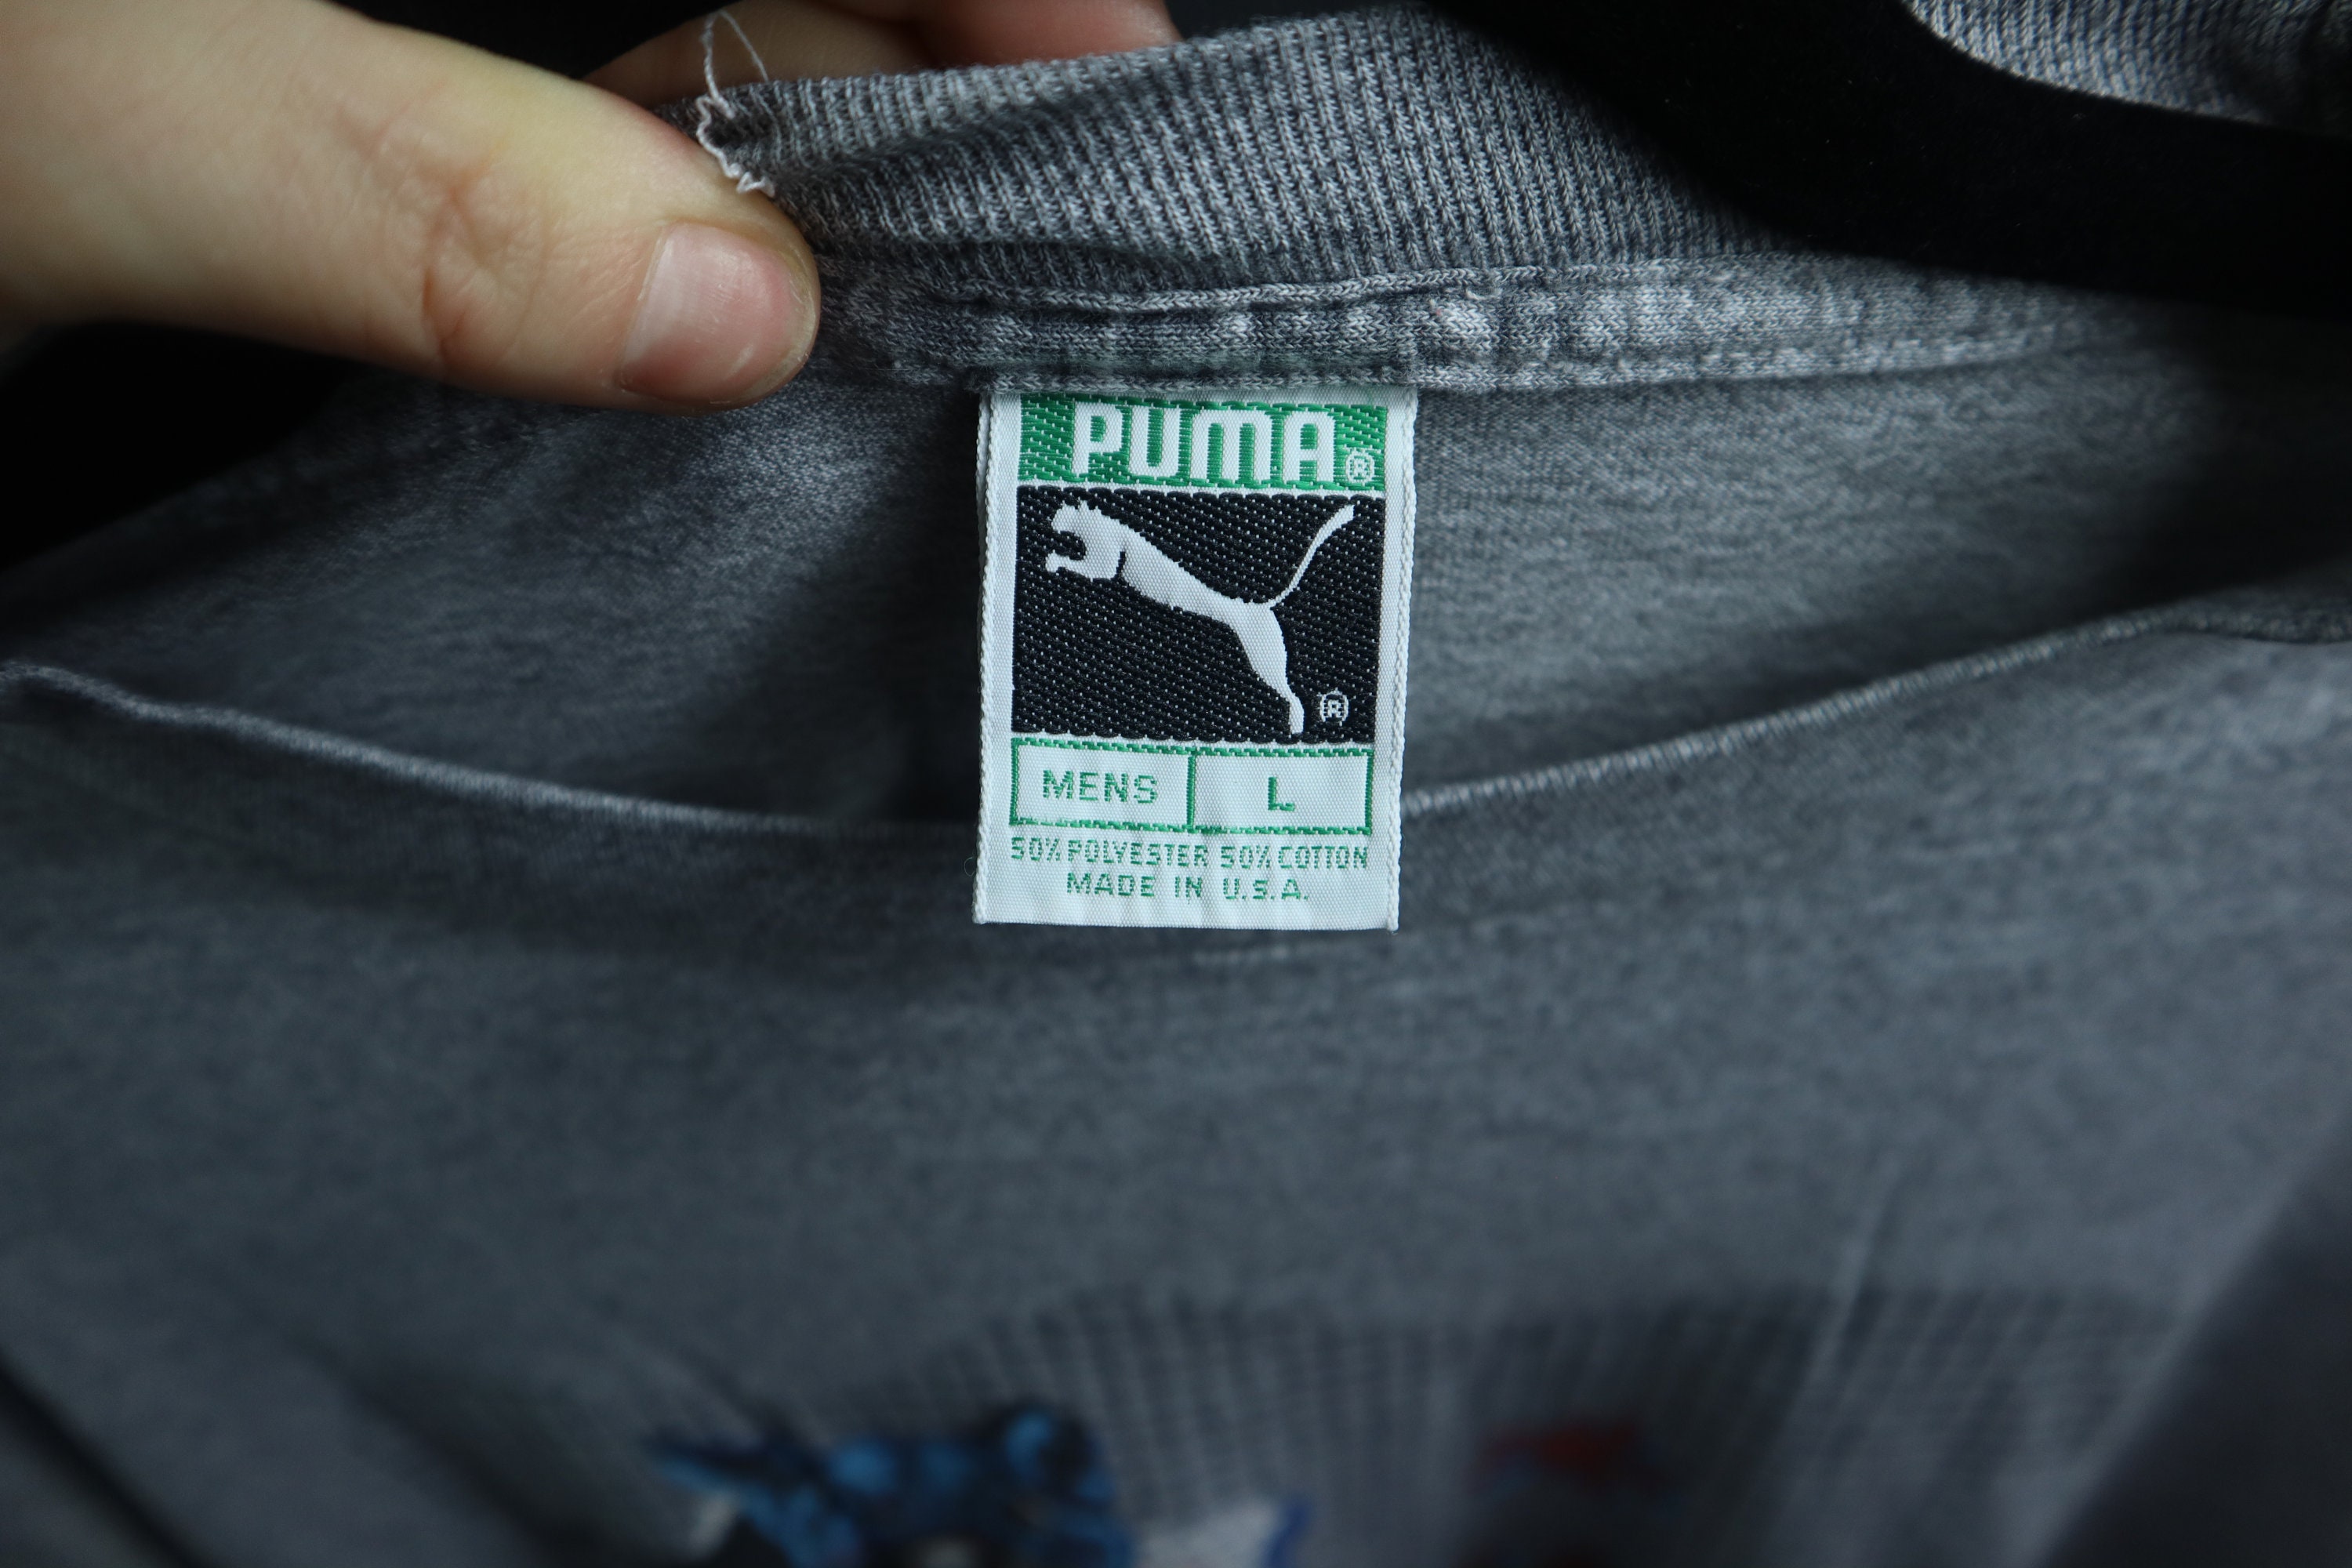 PUMA®
®
MENS L
50% POLYESTER 50% COTTON
MADE IN U.S.A.